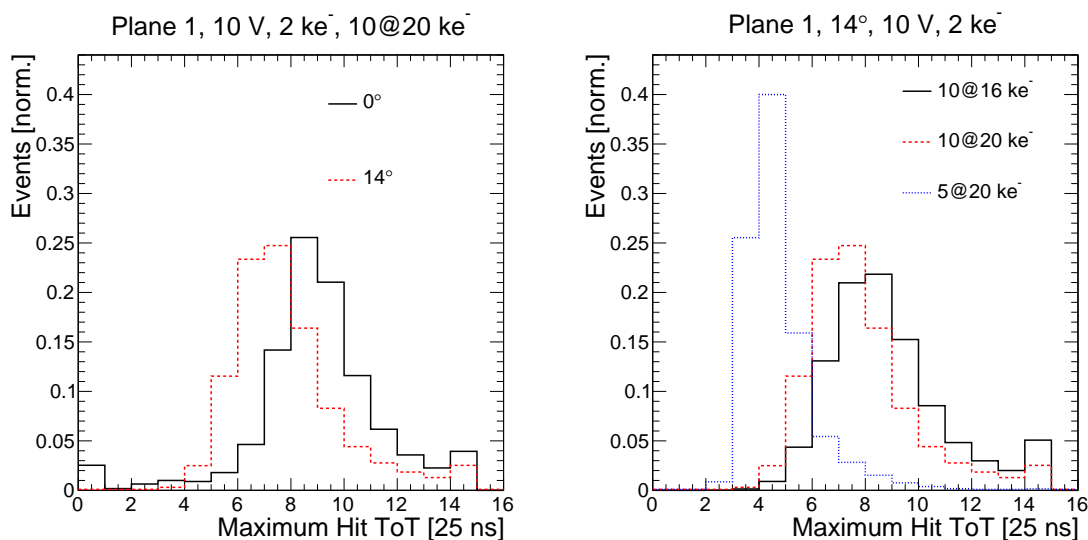 Plane 1, 10 V, 2 ke⁻, 10@20 ke⁻
Events [norm.]
0.4
0.35
0.3
0.25
0.2
0.15
0.1
0.05
0
0°
14°
0 2 4 6 8 10 12 14 16
Maximum Hit ToT [25 ns]
Plane 1, 14°, 10 V, 2 ke⁻
Events [norm.]
0.4
0.35
0.3
0.25
0.2
0.15
0.1
0.05
0
10@16 ke⁻
10@20 ke⁻
5@20 ke⁻
0 2 4 6 8 10 12 14 16
Maximum Hit ToT [25 ns]